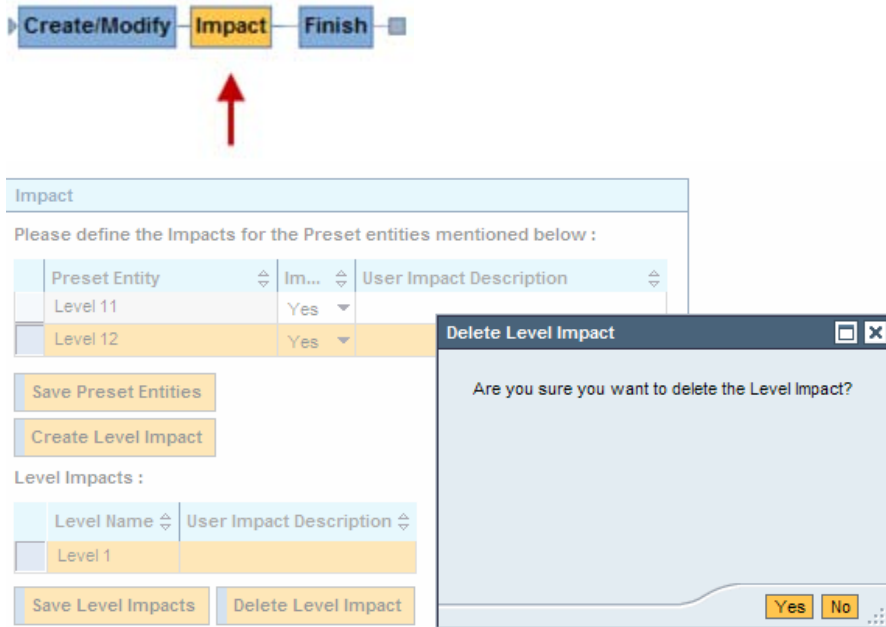 Create/Modify Impact Finish
Impact
Please define the Impacts for the Preset entities mentioned below :
Preset Entity Im... User Impact Description
Level 11 Yes
Level 12 Yes
Delete Level Impact
Are you sure you want to delete the Level Impact?
Save Preset Entities
Create Level Impact
Level Impacts :
Level Name User Impact Description
Level 1
Save Level Impacts Delete Level Impact
Yes No